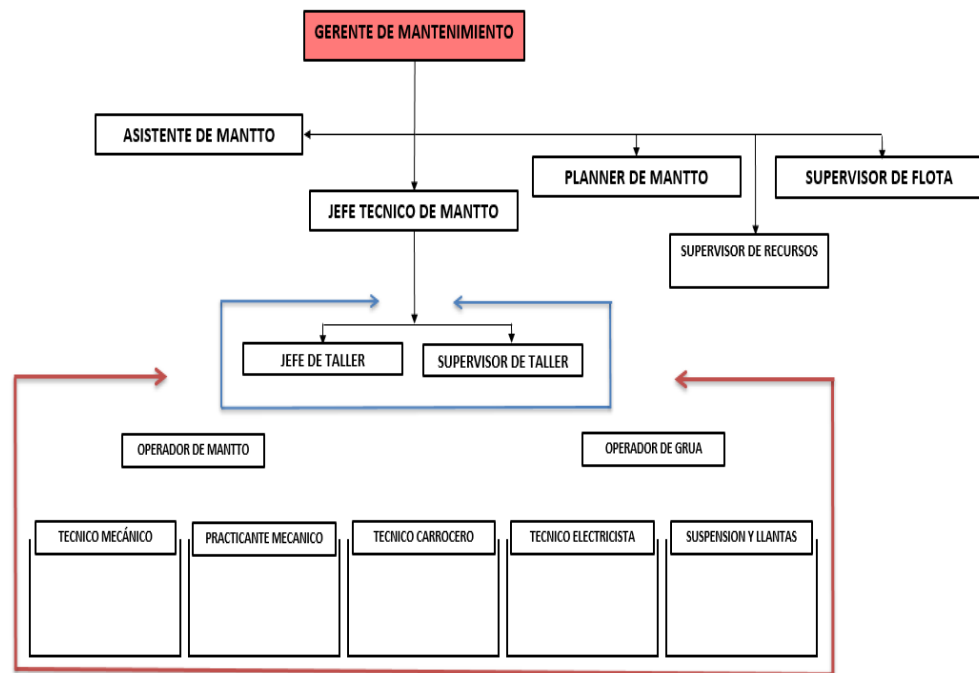 GERENTE DE MANTENIMIENTO
ASISTENTE DE MANTTO
PLANNER DE MANTTO
SUPERVISOR DE FLOTA
JEFE TECNICO DE MANTTO
SUPERVISOR DE RECURSOS
JEFE DE TALLER
SUPERVISOR DE TALLER
OPERADOR DE MANTTO
OPERADOR DE GRUA
TECNICO MECÁNICO
PRACTICANTE MECANICO
TECNICO CARROCERO
TECNICO ELECTRICISTA
SUSPENSION Y LLANTAS